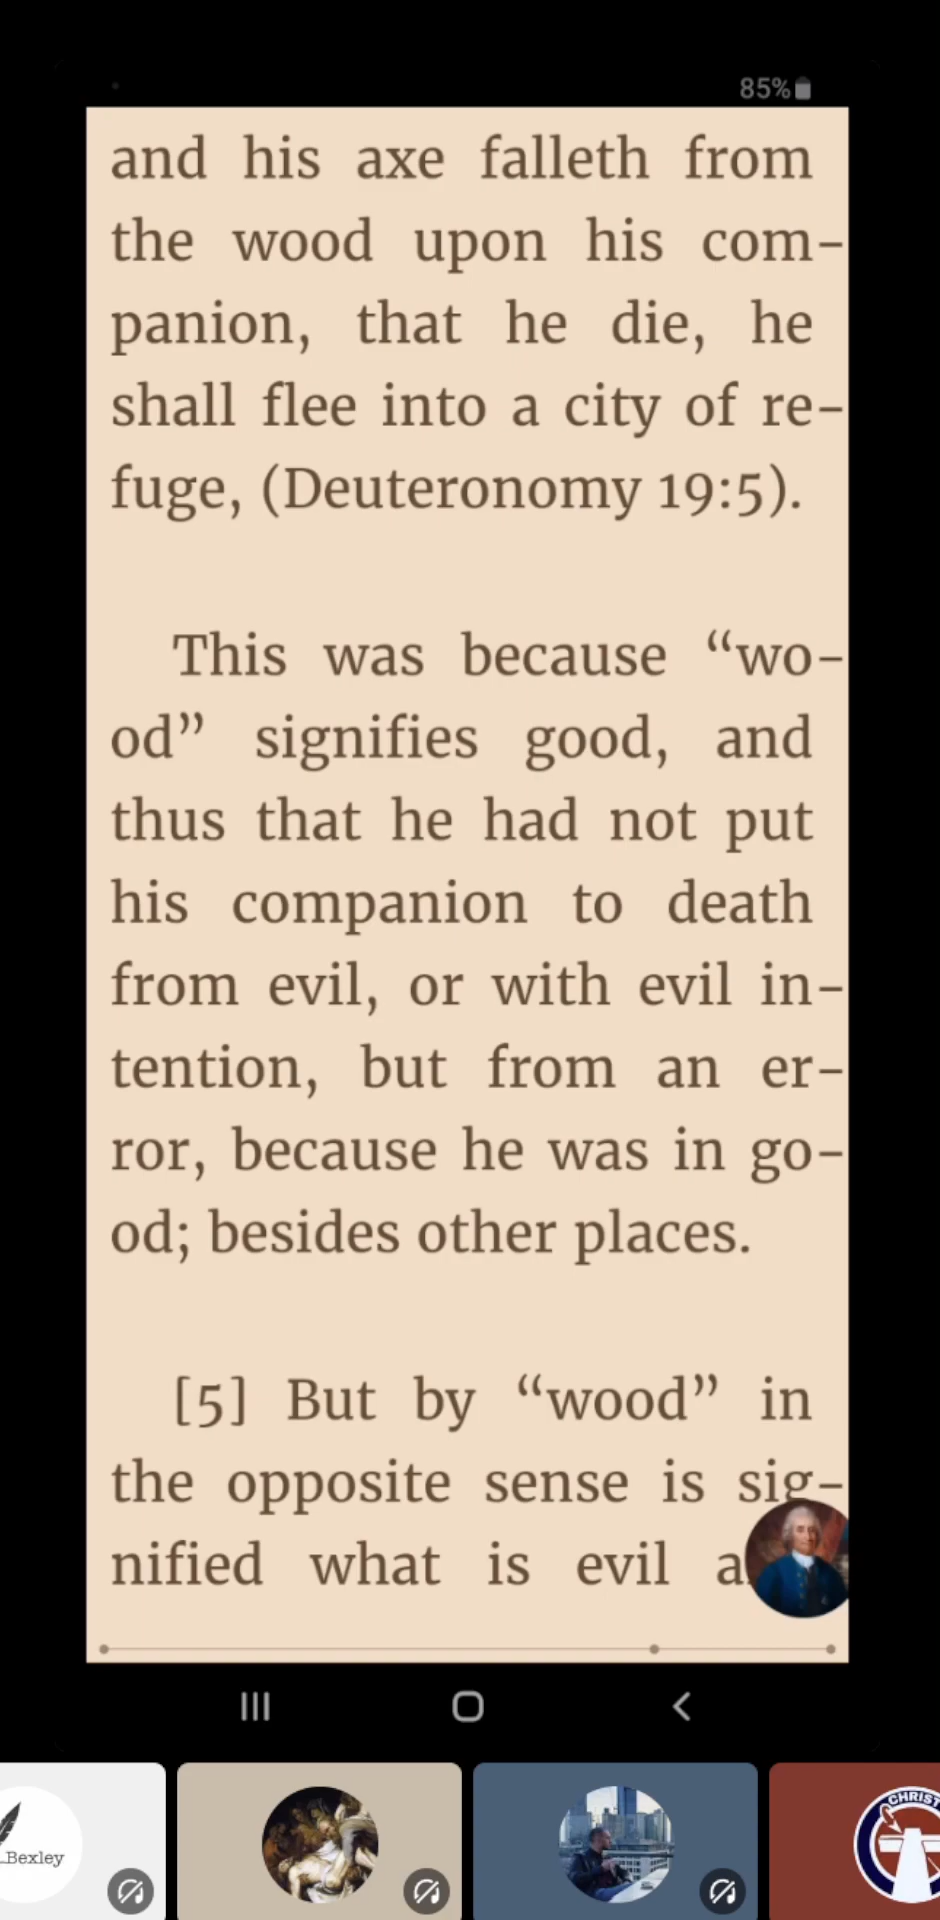 85%
and his axe falleth from
the wood upon his com-
panion, that he die, he
shall flee into a city of re-
fuge, (Deuteronomy 19:5).
This was because “wo-
od” signifies good, and
thus that he had not put
his companion to death
from evil, or with evil in-
tention, but from an er-
ror, because he was in go-
od; besides other places.
[5] But by “wood” in
the opposite sense is sig-
nified what is evil
.Bexley
CHRIST